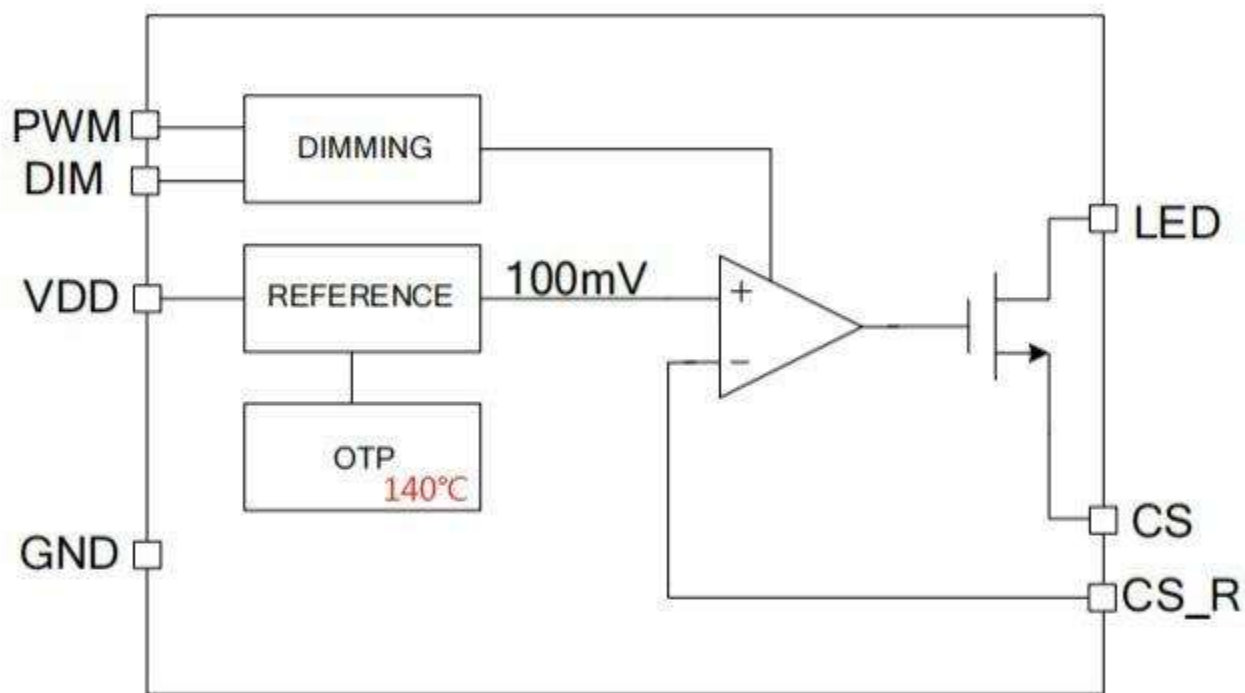 PWM
DIMMING
DIM
LED
VDD
REFERENCE
100mV
+
−
OTP
140℃
GND
CS
CS_R